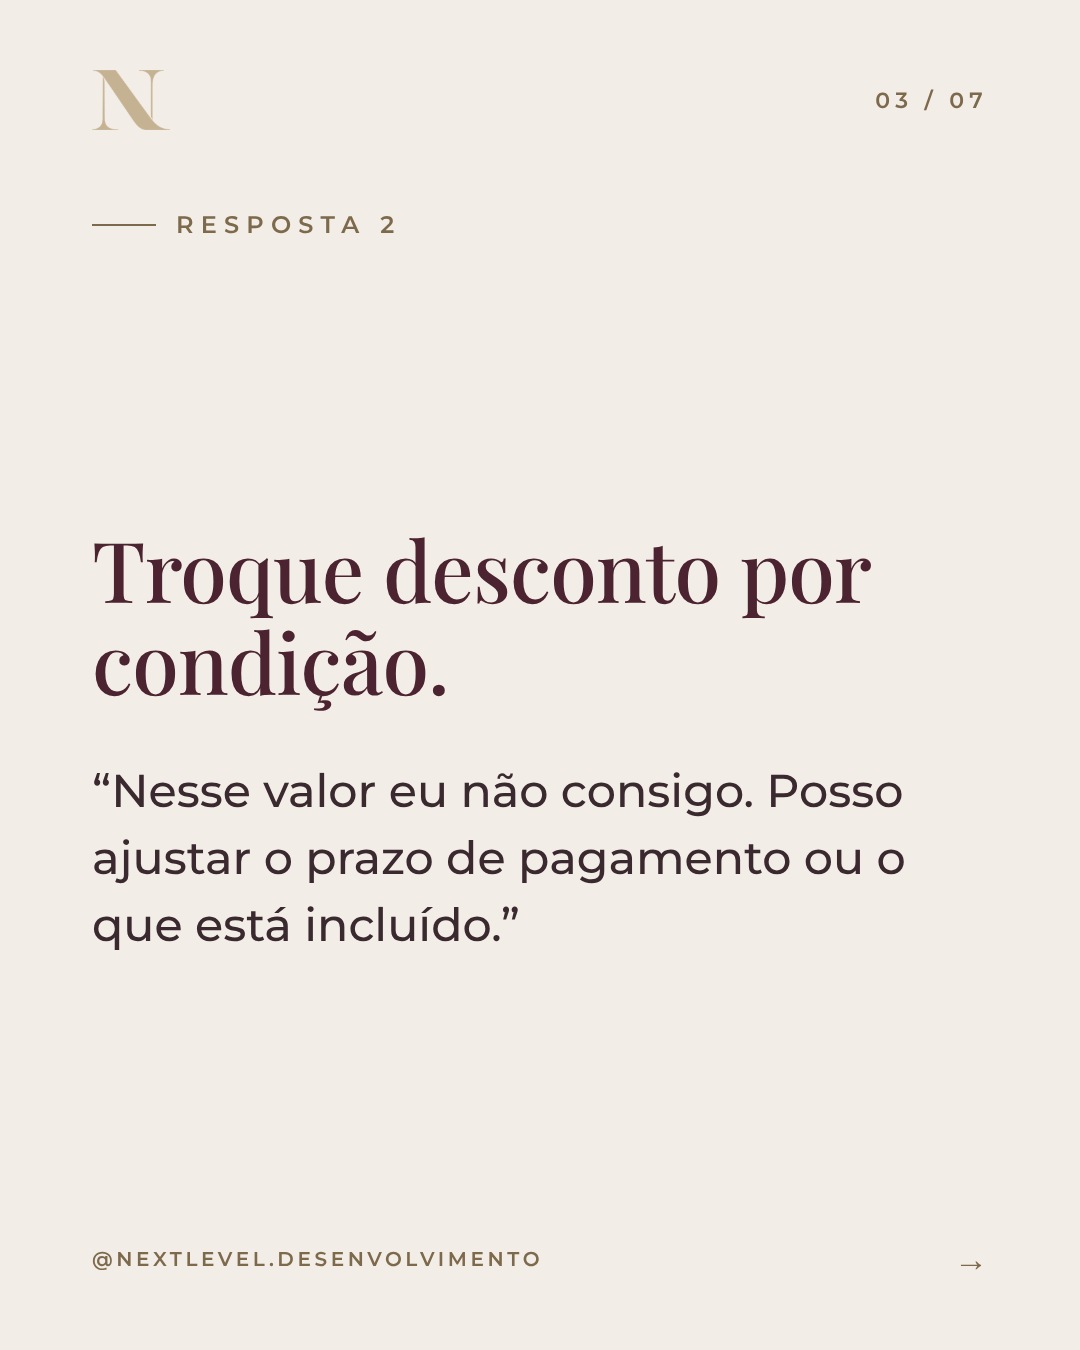 N
03 / 07
RESPOSTA 2
Troque desconto por
condição.
“Nesse valor eu não consigo. Posso
ajustar o prazo de pagamento ou o
que está incluído.”
@NEXTLEVEL.DESENVOLVIMENTO
→